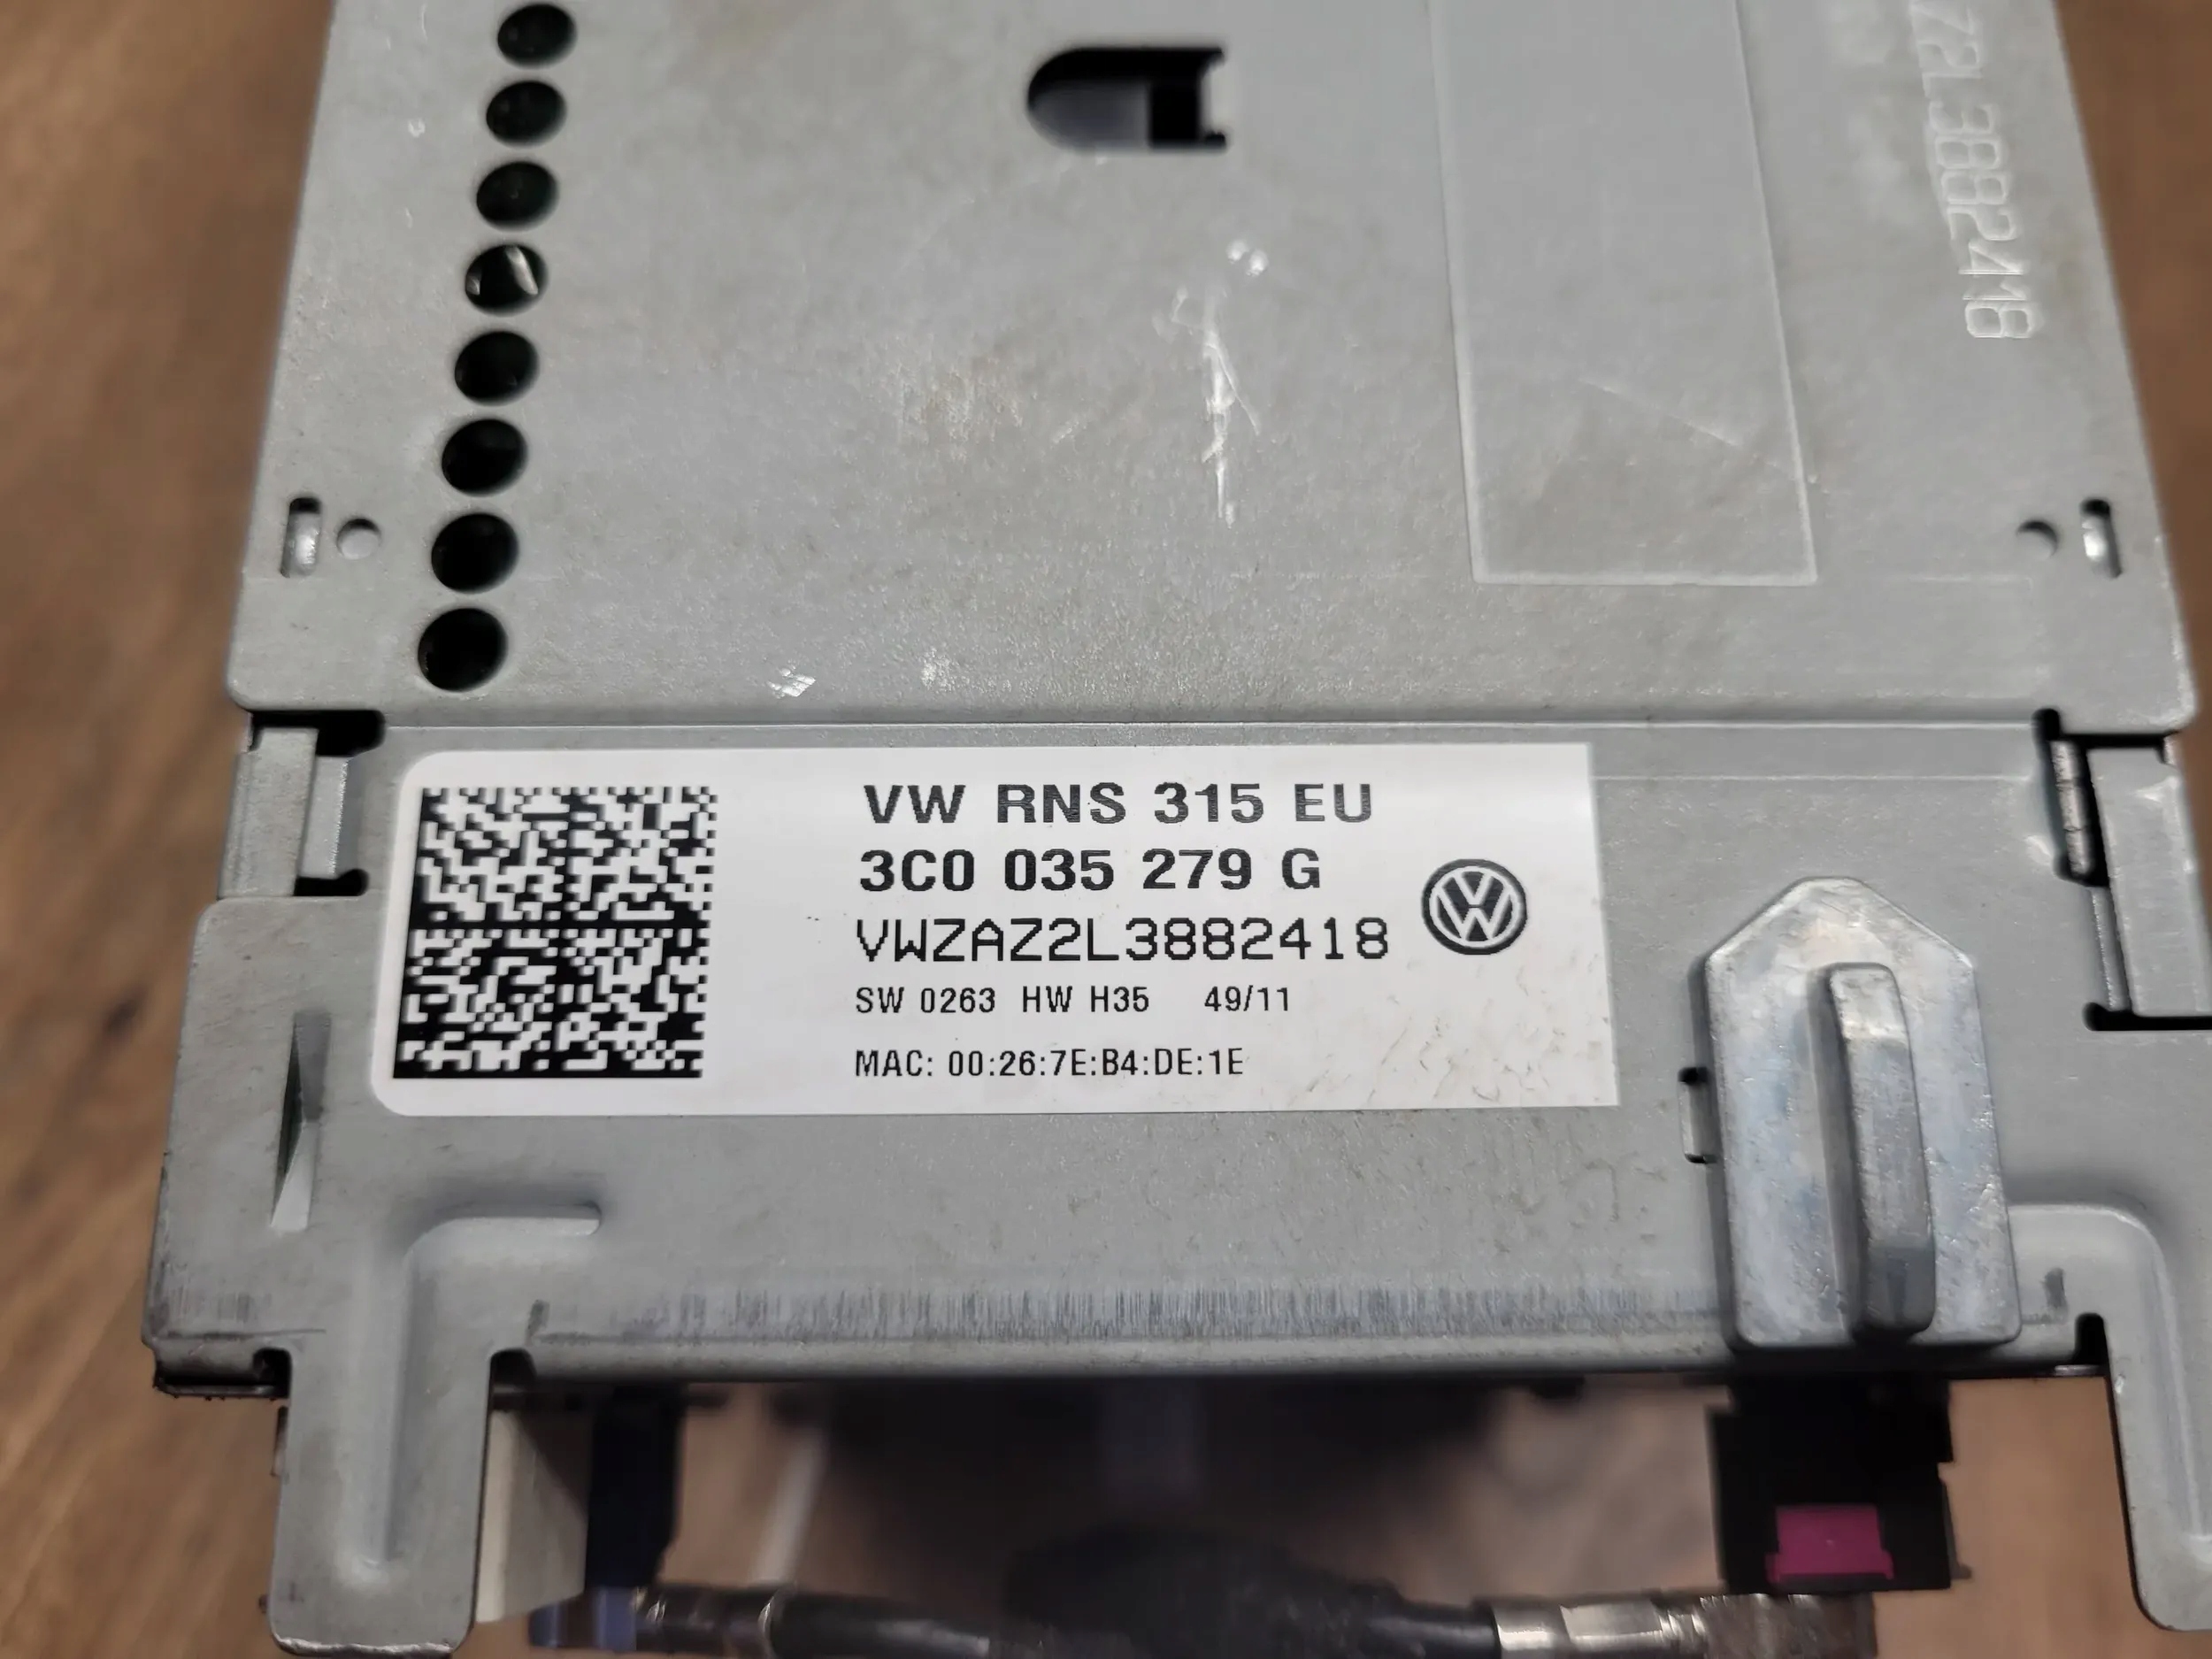 Z2L3882418
VW RNS 315 EU
3C0 035 279 G
VWZAZ2L3882418
SW 0263 HW H35 49/11
MAC: 00:26:7E:B4:DE:1E